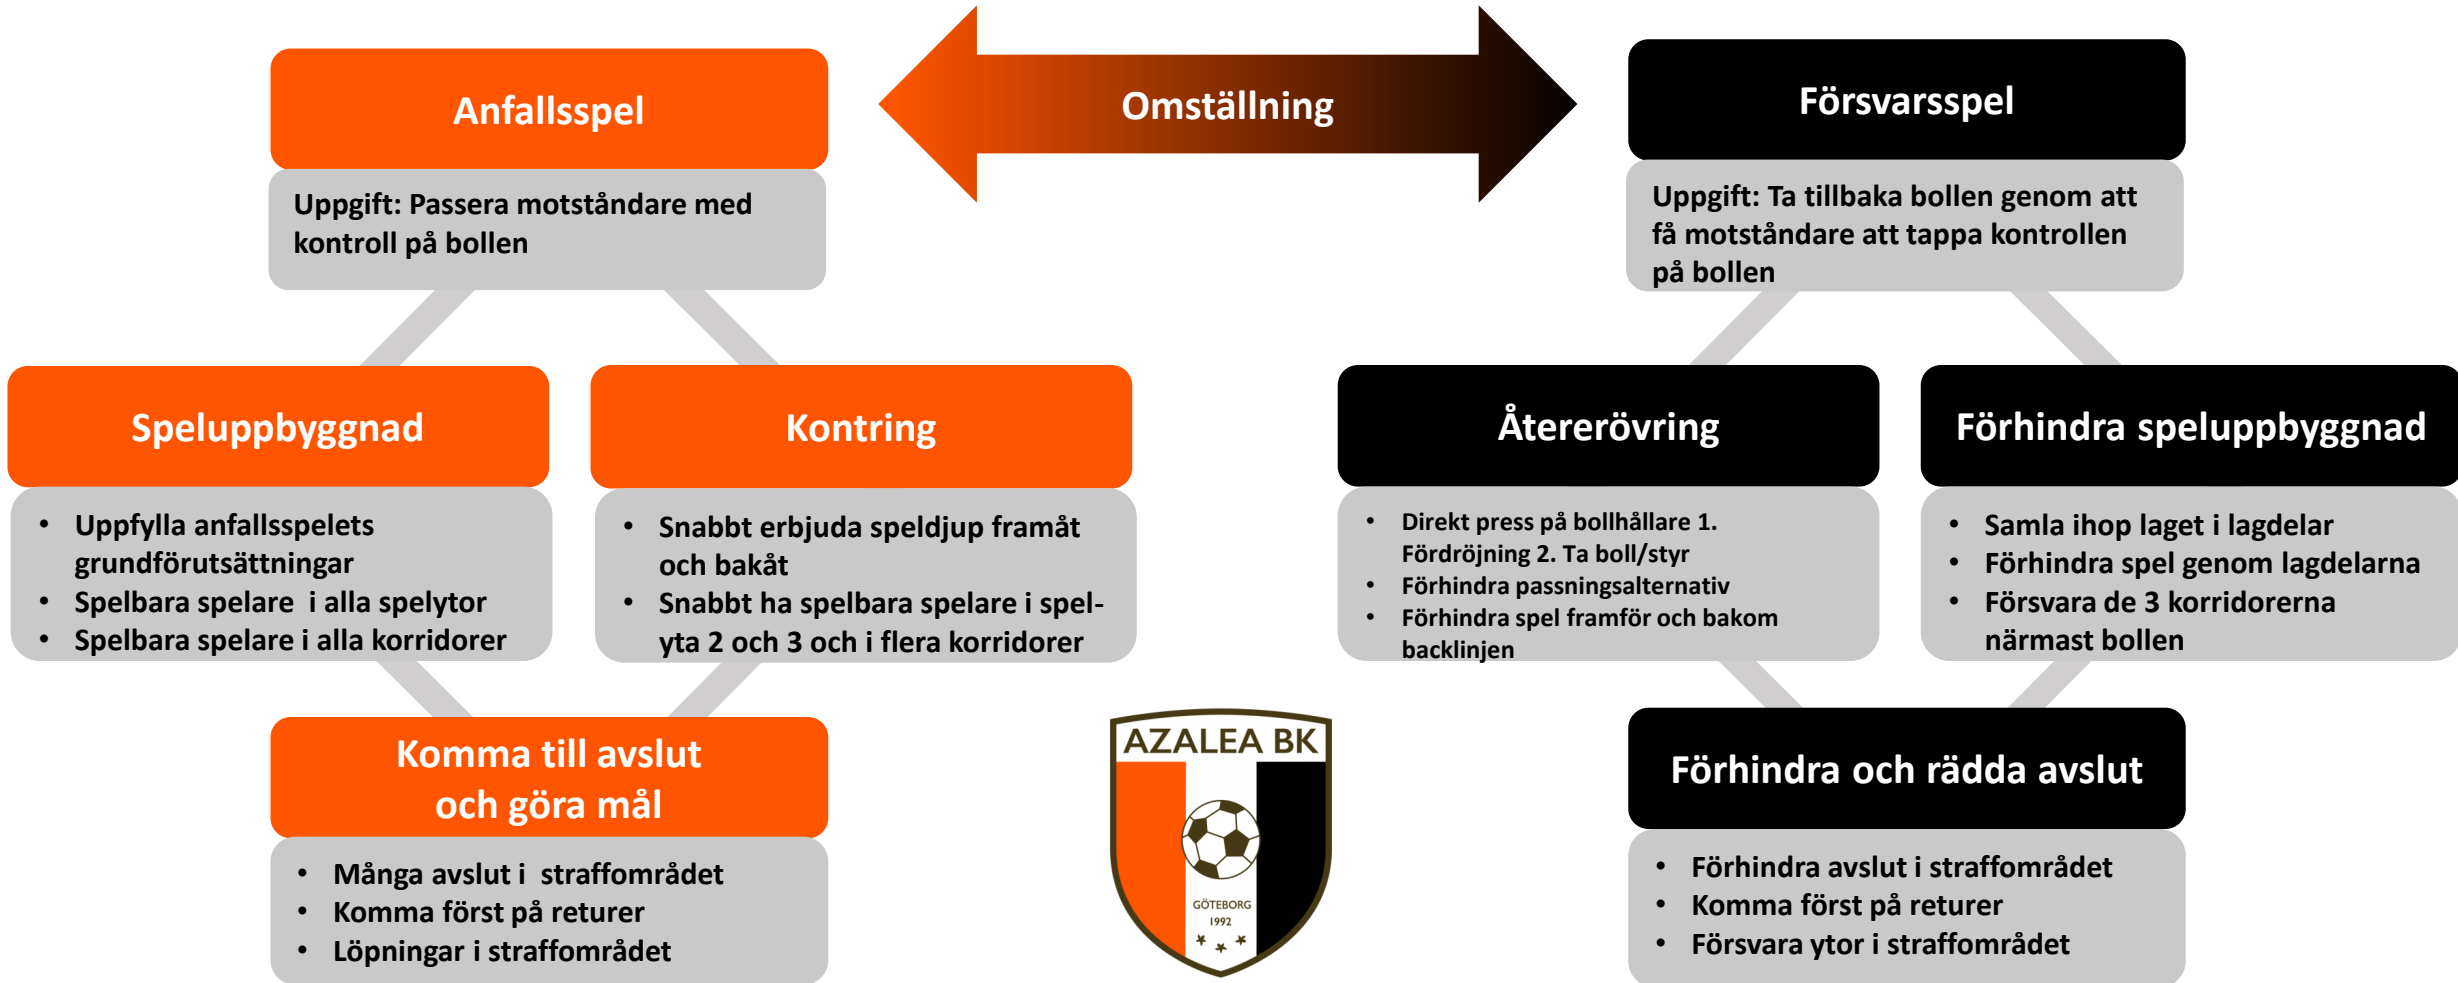 Anfallsspel
Uppgift: Passera motståndare med
kontroll på bollen
Omställning
Försvarsspel
Uppgift: Ta tillbaka bollen genom att
få motståndare att tappa kontrollen
på bollen
Speluppbyggnad
• Uppfylla anfallsspelets
grundförutsättningar
• Spelbara spelare i alla spelytor
• Spelbara spelare i alla korridorer
Kontring
• Snabbt erbjuda speldjup framåt
och bakåt
• Snabbt ha spelbara spelare i spel-
yta 2 och 3 och i flera korridorer
Återerövring
• Direkt press på bollhållare 1.
Fördröjning 2. Ta boll/styr
• Förhindra passningsalternativ
• Förhindra spel framför och bakom
backlinjen
Förhindra speluppbyggnad
• Samla ihop laget i lagdelar
• Förhindra spel genom lagdelarna
• Försvara de 3 korridorerna
närmast bollen
Komma till avslut
och göra mål
• Många avslut i straffområdet
• Komma först på returer
• Löpningar i straffområdet
AZALEA BK
GÖTEBORG
1992
Förhindra och rädda avslut
• Förhindra avslut i straffområdet
• Komma först på returer
• Försvara ytor i straffområdet